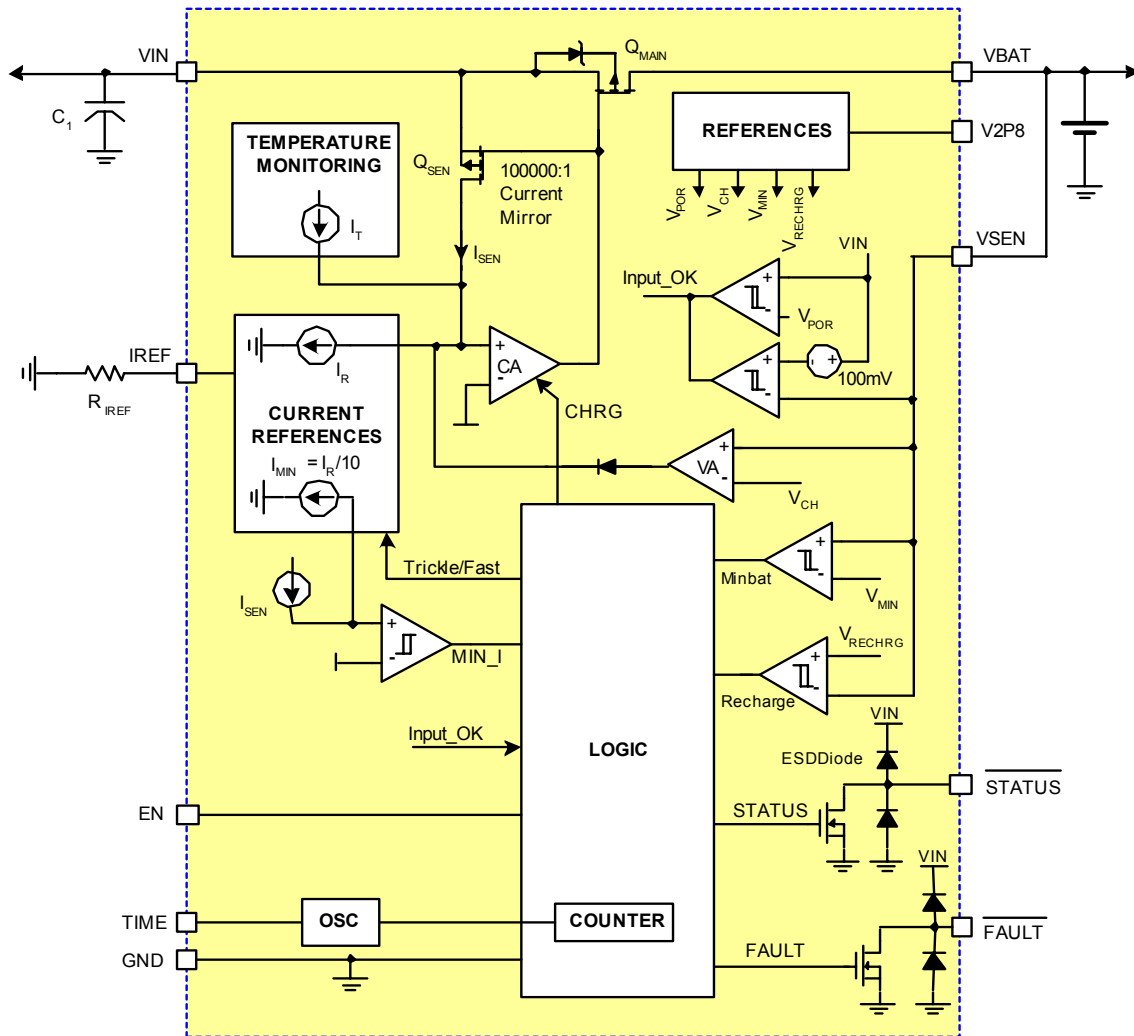 VIN
Q MAIN
VBAT
C1
TEMPERATURE
MONITORING
IT
QSEN
100000:1
Current
Mirror
ISEN
REFERENCES
V2P8
VPOR
VCH
VMIN
VRECHRG
VSEN
VIN
Input_OK
+
-
VPOR
+
-
- +
100mV
IREF
R IREF
IR
CURRENT
REFERENCES
IMIN = IR/10
+
CA
-
CHRG
+
VA
-
VCH
Trickle/Fast
ISEN
+
-
MIN_I
Minbat
+
-
VMIN
VRECHRG
+
-
Recharge
Input_OK
LOGIC
VIN
ESDDiode
STATUS
STATUS
EN
VIN
TIME
OSC
COUNTER
FAULT
GND
FAULT